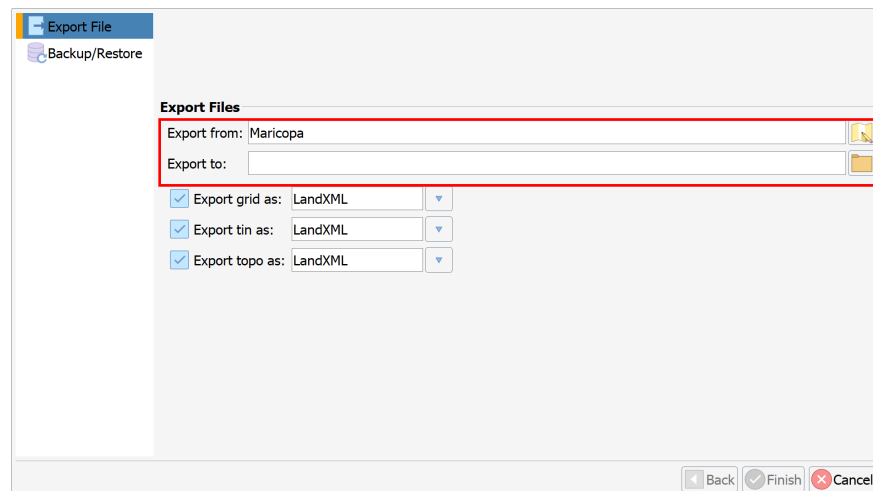 Export File
Backup/Restore
Export Files
Export from: Maricopa
Export to:
Export grid as: LandXML
Export tin as: LandXML
Export topo as: LandXML
Back Finish Cancel